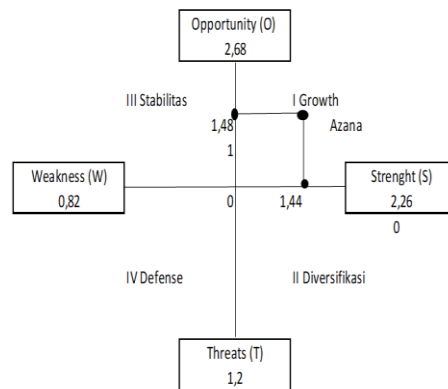 Opportunity (O)
2,68
III Stabilitas
I Growth
1,48
Azana
1
Weakness (W)
0,82
0
1,44
Strenght (S)
2,26
0
IV Defense
II Diversifikasi
Threats (T)
1,2